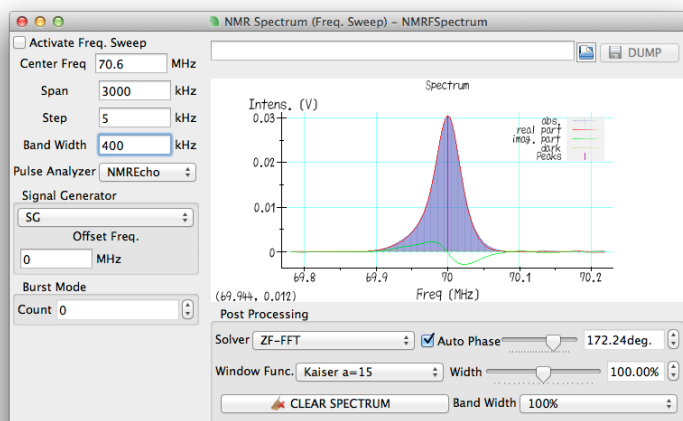 NMR Spectrum (Freq. Sweep) - NMRFSpectrum
Activate Freq. Sweep
Center Freq 70.6 MHz
Span 3000 kHz
Step 5 kHz
Band Width 400 kHz
Pulse Analyzer NMREcho
Signal Generator
SG
Offset Freq.
0 MHz
Burst Mode
Count 0
DUMP
Spectrum
Intens. (V)
abs.
real part
imag. part
dark
Peaks
0.03
0.02
0.01
0
69.8 69.9 70 70.1 70.2
(69.944, 0.012) Freq (MHz)
Post Processing
Solver ZF-FFT Auto Phase 172.24deg.
Window Func. Kaiser a=15 Width 100.00%
CLEAR SPECTRUM Band Width 100%